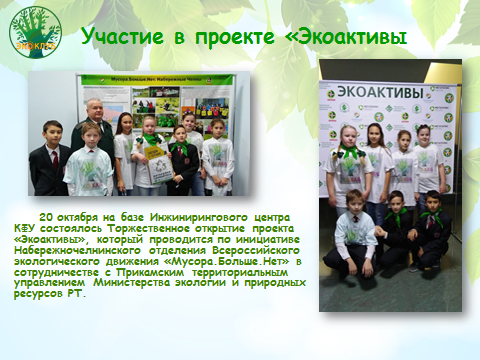 ЭКОКЛУБ
Участие в проекте «Экоактивы
Мусора.Больше.Нет. Набережные Челны
ЭКОАКТИВЫ
20 октября на базе Инжинирингового центра
КФУ состоялось Торжественное открытие проекта
«Экоактивы», который проводится по инициативе
Набережночелнинского отделения Всероссийского
экологического движения «Мусора.Больше.Нет» в
сотрудничестве с Прикамским территориальным
управлением Министерства экологии и природных
ресурсов РТ.